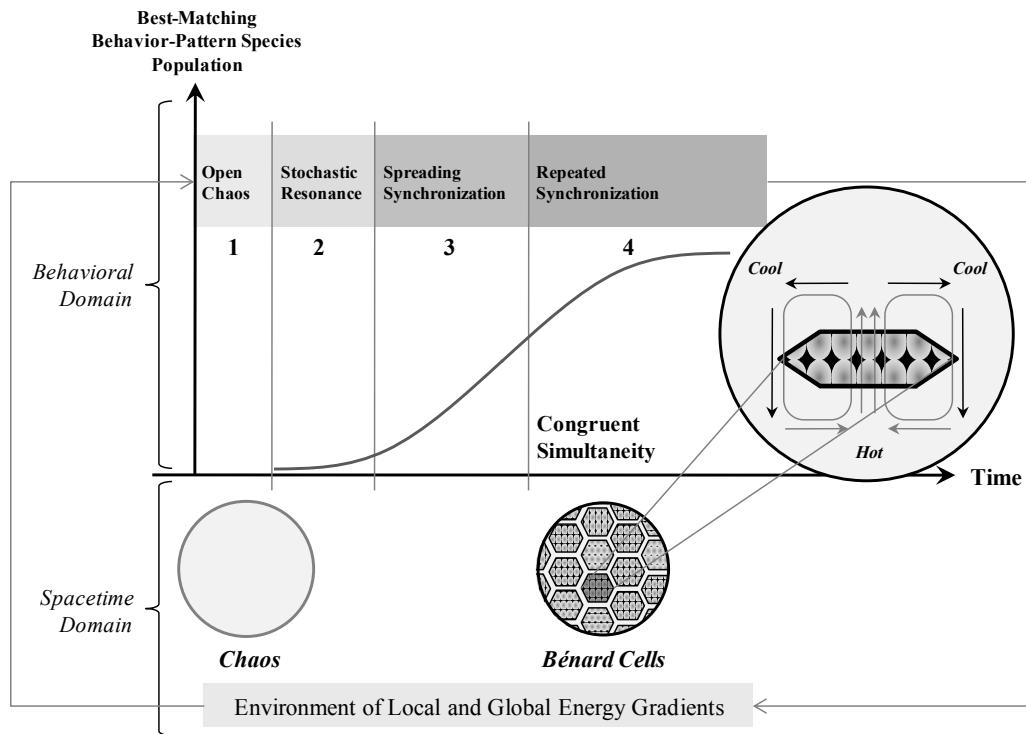 Best-Matching
Behavior-Pattern Species
Population
Open
Chaos
Stochastic
Resonance
Spreading
Synchronization
Repeated
Synchronization
1
2
3
4
Behavioral
Domain
Cool
Cool
Hot
Congruent
Simultaneity
Time
Spacetime
Domain
Chaos
Bénard Cells
Environment of Local and Global Energy Gradients